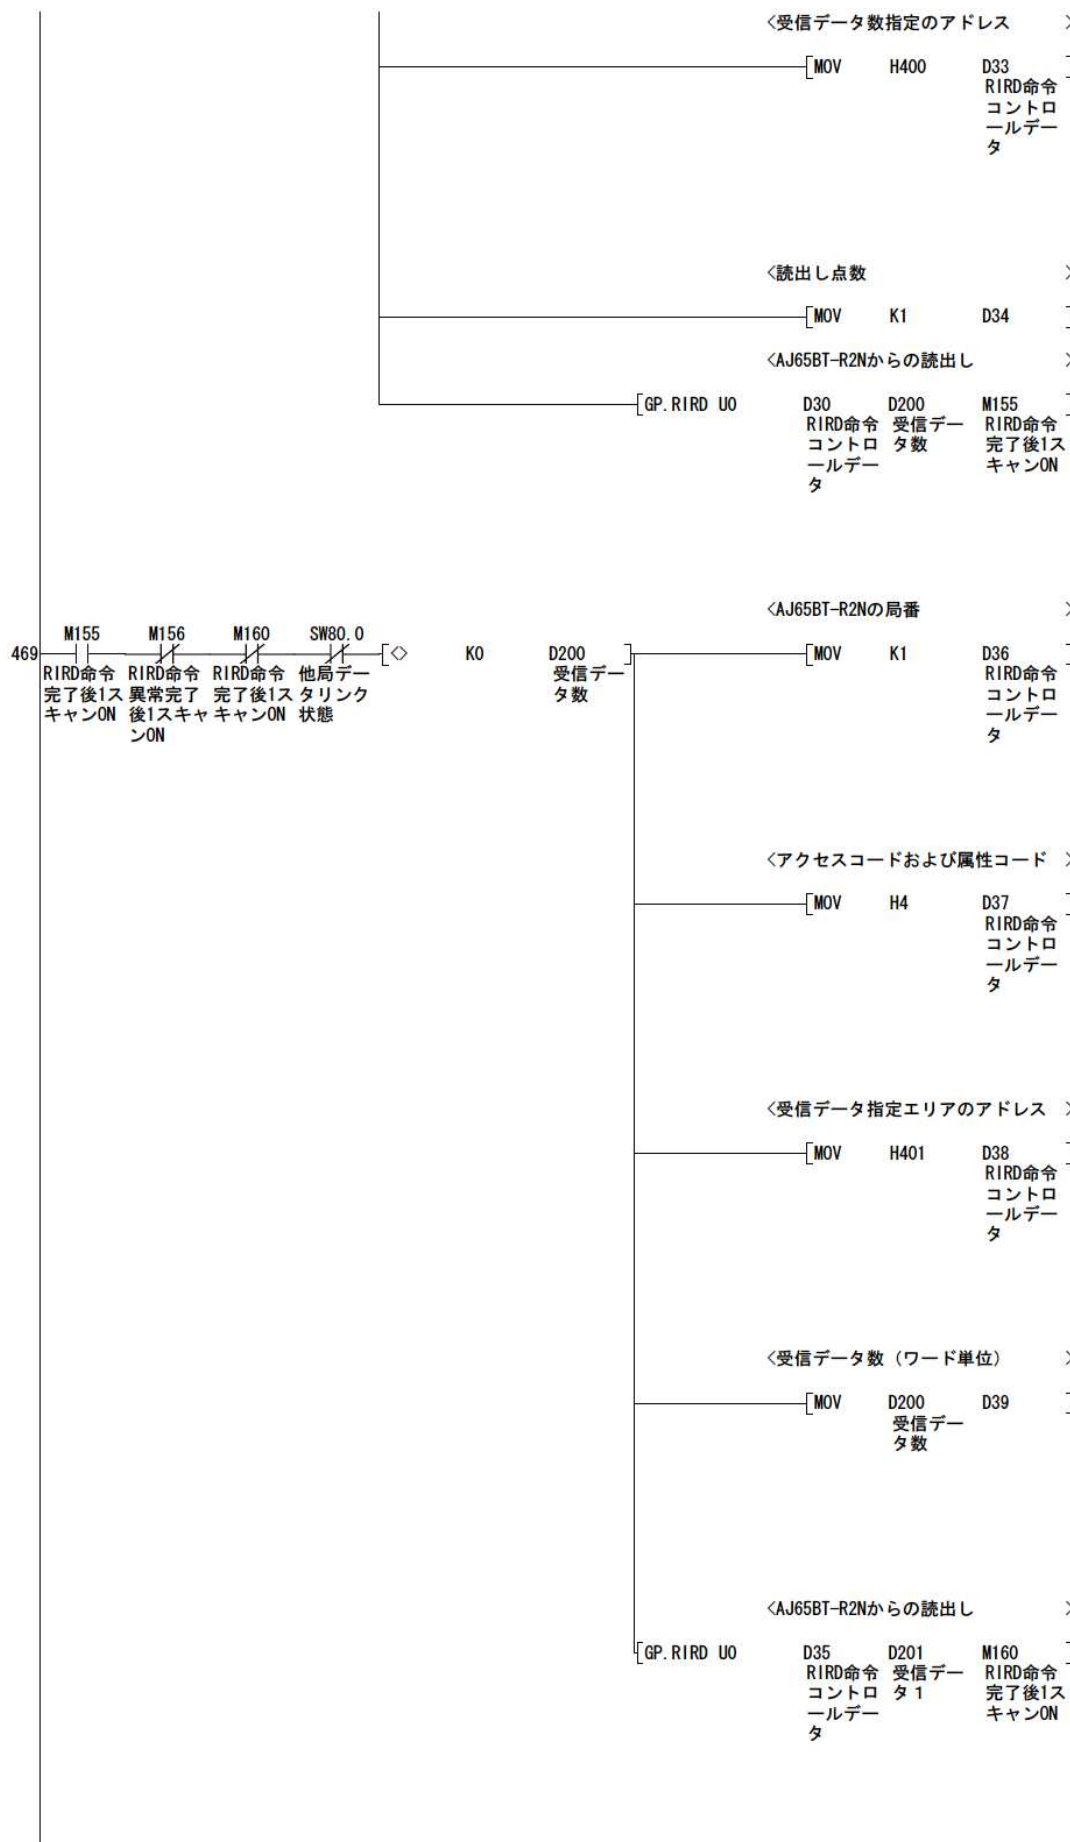 <受信データ数指定のアドレス >
[MOV H400 D33 ]
RIRD命令
コントロ
ールデー
タ
<読出し点数 >
[MOV K1 D34 ]
<AJ65BT-R2Nからの読出し >
[GP.RIRD U0 D30 D200 M155 ]
RIRD命令 受信デー RIRD命令
コントロ タ数 完了後1ス
ールデー キャンON
タ
<AJ65BT-R2Nの局番 >
M155 M156 M160 SW80.0
469 [<> K0 D200 ] [MOV K1 D36 ]
RIRD命令 RIRD命令 RIRD命令 他局デー 受信デー RIRD命令
完了後1ス 異常完了 完了後1ス タリンク タ数 コントロ
キャンON 後1スキャ キャンON 状態 ールデー
ンON タ
<アクセスコードおよび属性コード >
[MOV H4 D37 ]
RIRD命令
コントロ
ールデー
タ
<受信データ指定エリアのアドレス >
[MOV H401 D38 ]
RIRD命令
コントロ
ールデー
タ
<受信データ数（ワード単位） >
[MOV D200 D39 ]
受信デー
タ数
<AJ65BT-R2Nからの読出し >
[GP.RIRD U0 D35 D201 M160 ]
RIRD命令 受信デー RIRD命令
コントロ タ１ 完了後1ス
ールデー キャンON
タ